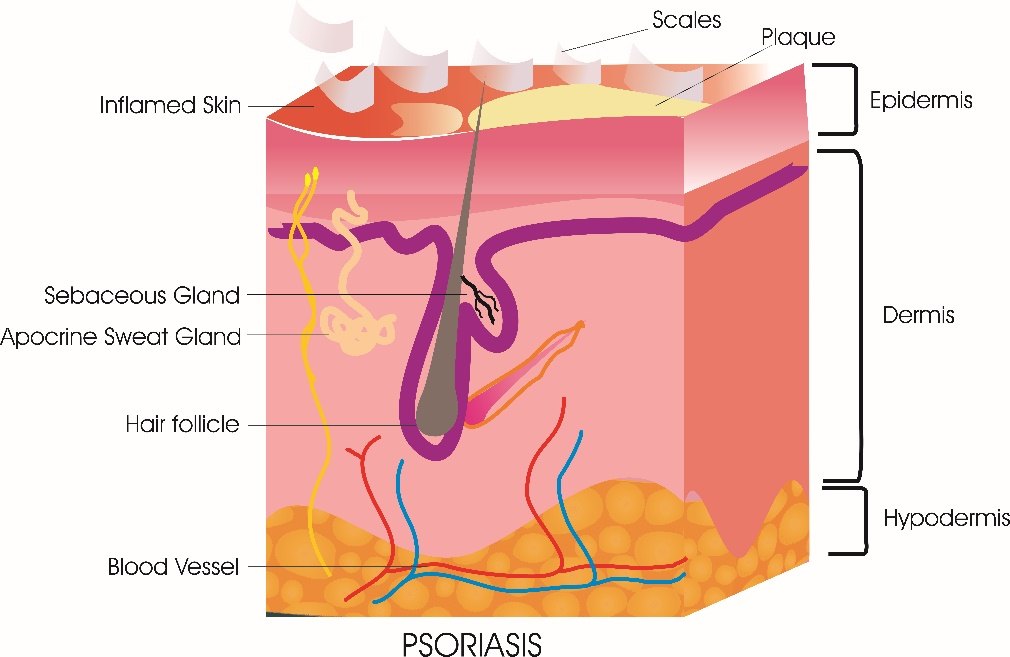 Scales
Plaque
Inflamed Skin
Epidermis
Sebaceous Gland
Dermis
Apocrine Sweat Gland
Hair follicle
Hypodermis
Blood Vessel
PSORIASIS